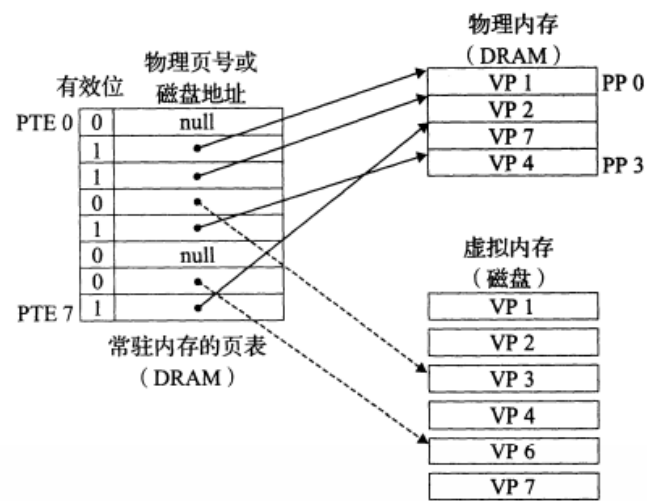 物理内存
（DRAM）
VP 1 PP 0
VP 2
VP 7
VP 4 PP 3
物理页号或
磁盘地址
有效位
PTE 0 0 null
1
1
0
1
0 null
0
PTE 7 1
常驻内存的页表
（DRAM）
虚拟内存
（磁盘）
VP 1
VP 2
VP 3
VP 4
VP 6
VP 7